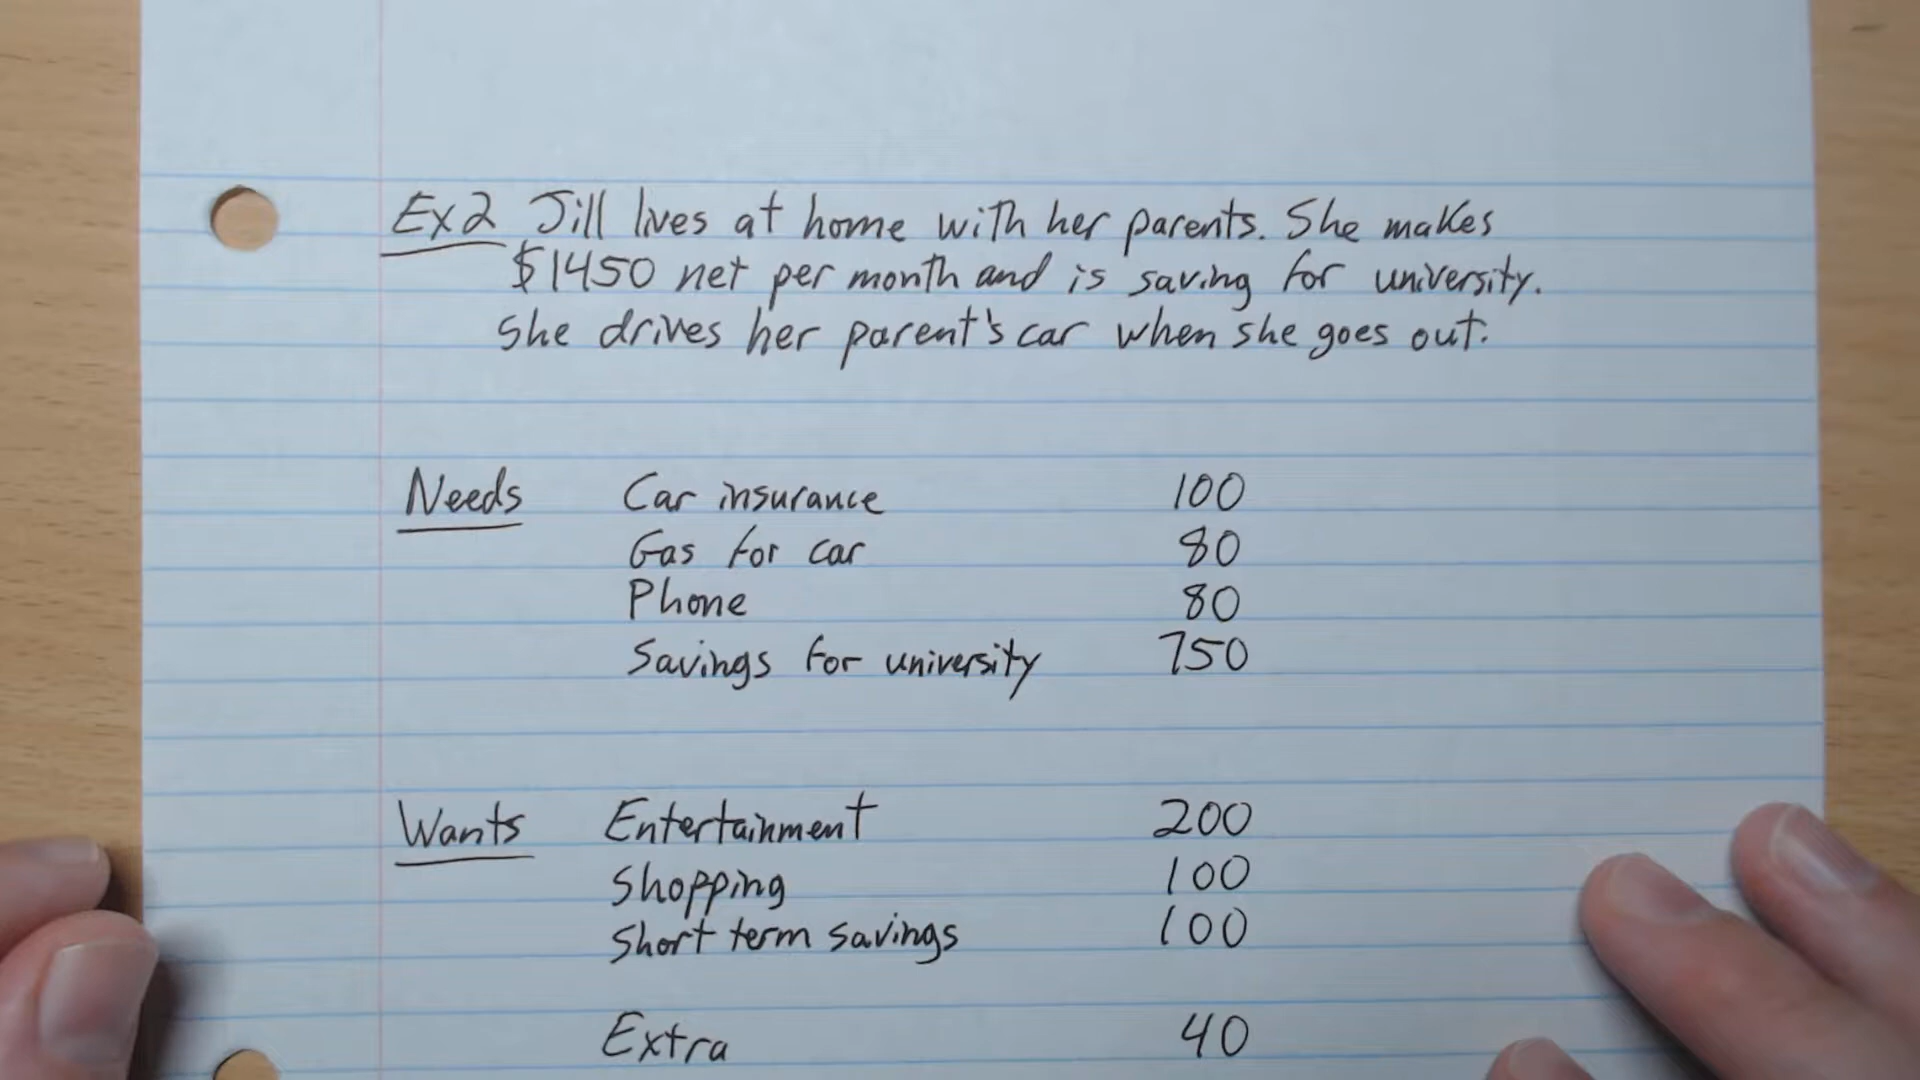 Ex2 Jill lives at home with her parents. She makes
$1450 net per month and is saving for university.
She drives her parent's car when she goes out.
Needs Car insurance 100
Gas for car 80
Phone 80
Savings for university 750
Wants Entertainment 200
Shopping 100
Short term savings 100
Extra 40